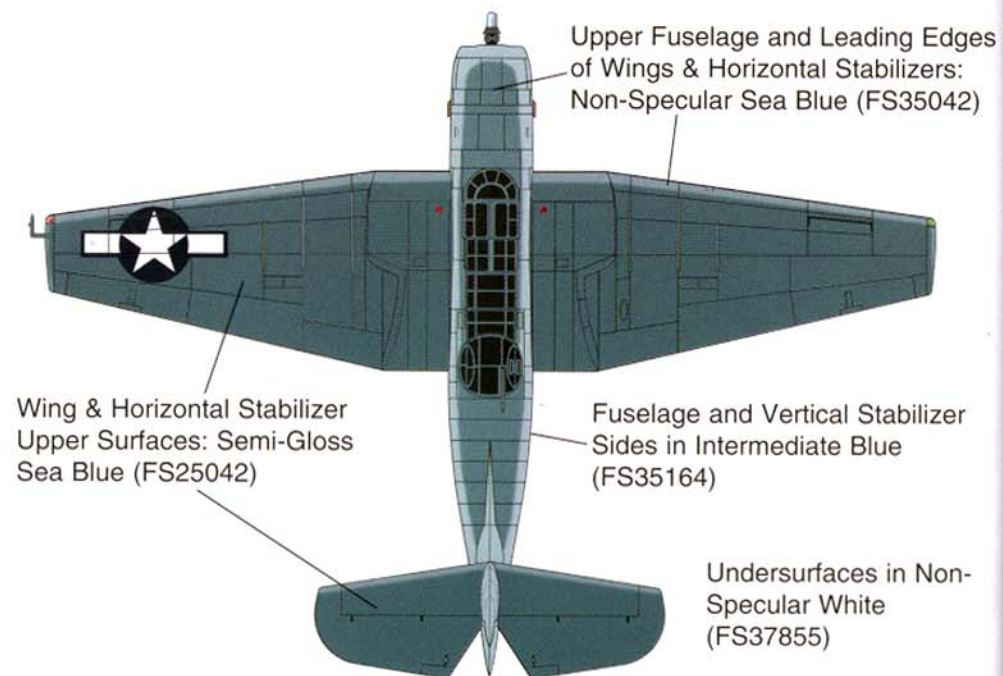 Upper Fuselage and Leading Edges
of Wings & Horizontal Stabilizers:
Non-Specular Sea Blue (FS35042)
Wing & Horizontal Stabilizer
Upper Surfaces: Semi-Gloss
Sea Blue (FS25042)
Fuselage and Vertical Stabilizer
Sides in Intermediate Blue
(FS35164)
Undersurfaces in Non-
Specular White
(FS37855)